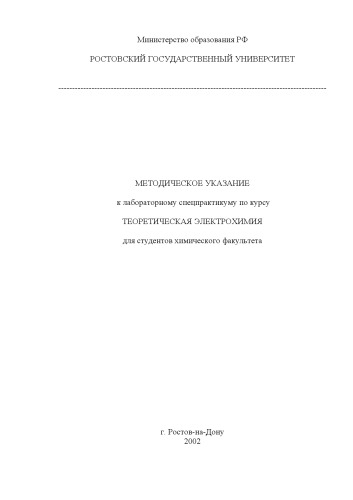 Министерство образования РФ
РОСТОВСКИЙ ГОСУДАРСТВЕННЫЙ УНИВЕРСИТЕТ
МЕТОДИЧЕСКОЕ УКАЗАНИЕ
к лабораторному спецпрактикуму по курсу
ТЕОРЕТИЧЕСКАЯ ЭЛЕКТРОХИМИЯ
для студентов химического факультета
г. Ростов-на-Дону
2002